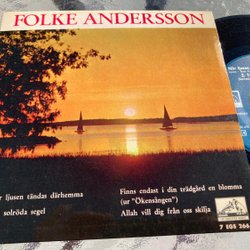 FOLKE ANDERSSON
ljusen tändas därhemma
solröda segel
Finns endast i din trädgård en blomma
(ur "Ökensången")
Allah vill dig från oss skilja
7 EGS